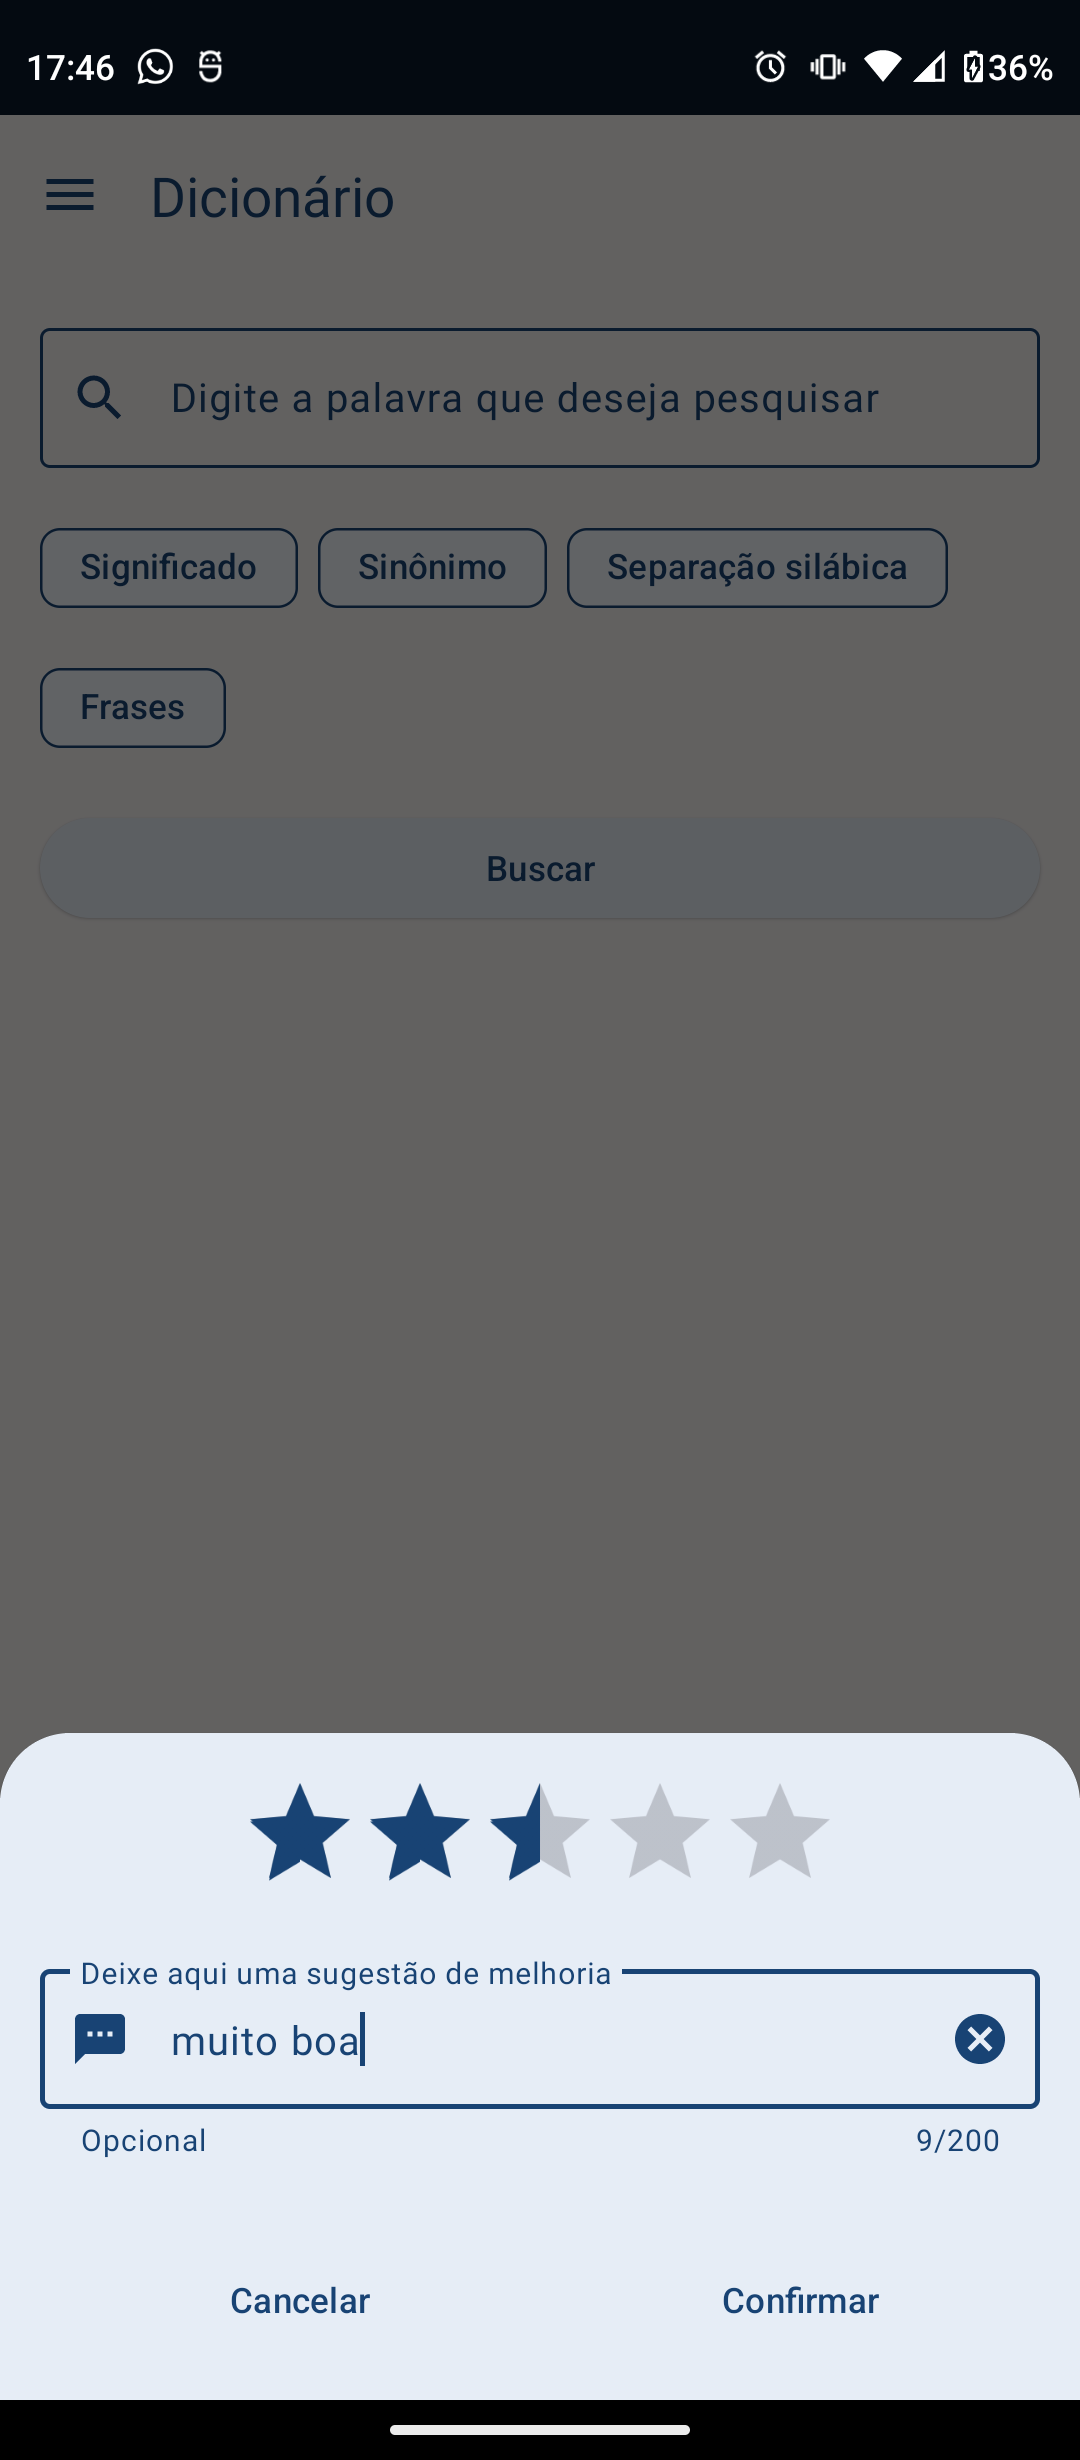 17:46 36%
Dicionário
Digite a palavra que deseja pesquisar
Significado Sinônimo Separação silábica
Frases
Buscar
Deixe aqui uma sugestão de melhoria
muito boa
Opcional 9/200
Cancelar Confirmar